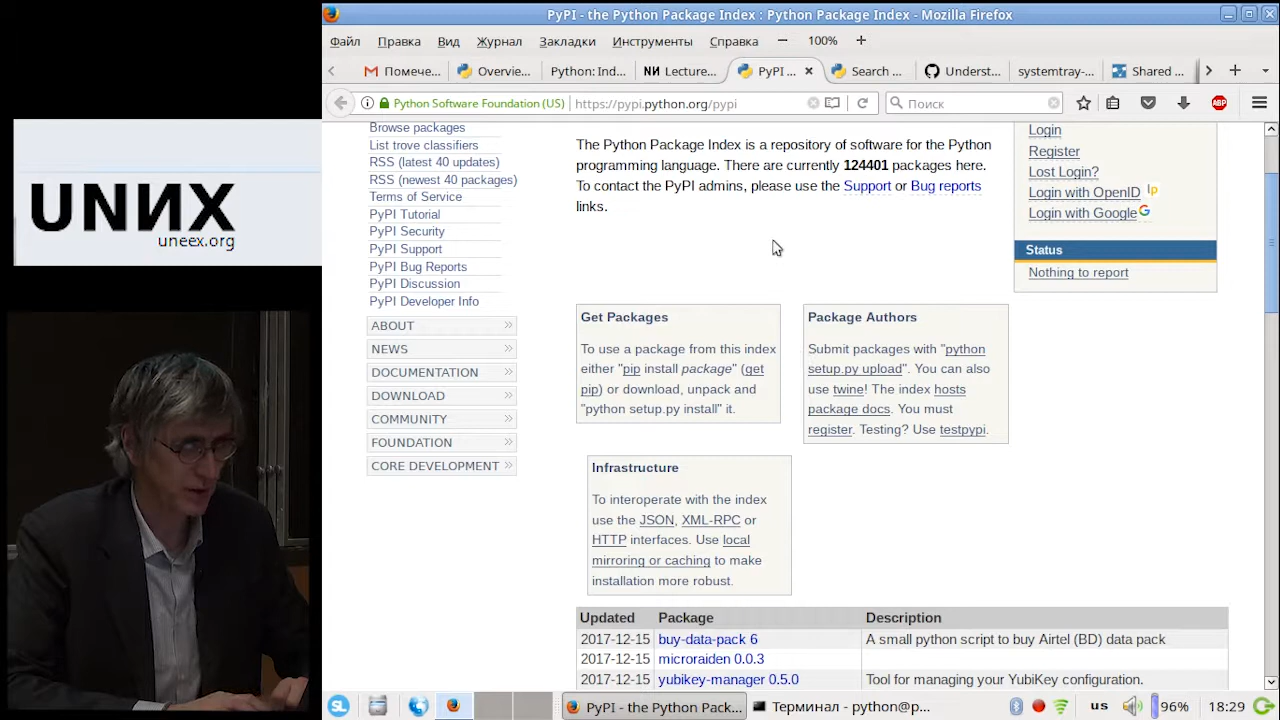 PyPI - the Python Package Index : Python Package Index - Mozilla Firefox
Файл Правка Вид Журнал Закладки Инструменты Справка 100%
Помече... Overvie... Python: Ind... Lecture... PyPI ... Search ... Underst... systemtray-... Shared ...
Python Software Foundation (US) https://pypi.python.org/pypi Поиск ABP
UNИX
uneex.org
Browse packages
List trove classifiers
RSS (latest 40 updates)
RSS (newest 40 packages)
Terms of Service
PyPI Tutorial
PyPI Security
PyPI Support
PyPI Bug Reports
PyPI Discussion
PyPI Developer Info
ABOUT
NEWS
DOCUMENTATION
DOWNLOAD
COMMUNITY
FOUNDATION
CORE DEVELOPMENT
The Python Package Index is a repository of software for the Python
programming language. There are currently 124401 packages here.
To contact the PyPI admins, please use the Support or Bug reports
links.
Login
Register
Lost Login?
Login with OpenID lp
Login with Google G
Status
Nothing to report
Get Packages
To use a package from this index
either "pip install package" (get
pip) or download, unpack and
"python setup.py install" it.
Package Authors
Submit packages with "python
setup.py upload". You can also
use twine! The index hosts
package docs. You must
register. Testing? Use testpypi.
Infrastructure
To interoperate with the index
use the JSON, XML-RPC or
HTTP interfaces. Use local
mirroring or caching to make
installation more robust.
Updated Package Description
2017-12-15 buy-data-pack 6 A small python script to buy Airtel (BD) data pack
2017-12-15 microraiden 0.0.3
2017-12-15 yubikey-manager 0.5.0 Tool for managing your YubiKey configuration.
SL PyPI - the Python Pack... Терминал - python@p... us 96% 18:29